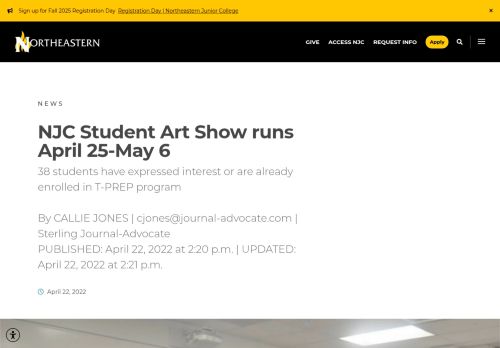 Sign up for Fall 2025 Registration Day Registration Day | Northeastern Junior College ×
NORTHEASTERN GIVE ACCESS NJC REQUEST INFO Apply
NEWS
NJC Student Art Show runs
April 25-May 6
38 students have expressed interest or are already
enrolled in T-PREP program
By CALLIE JONES | cjones@journal-advocate.com |
Sterling Journal-Advocate
PUBLISHED: April 22, 2022 at 2:20 p.m. | UPDATED:
April 22, 2022 at 2:21 p.m.
April 22, 2022